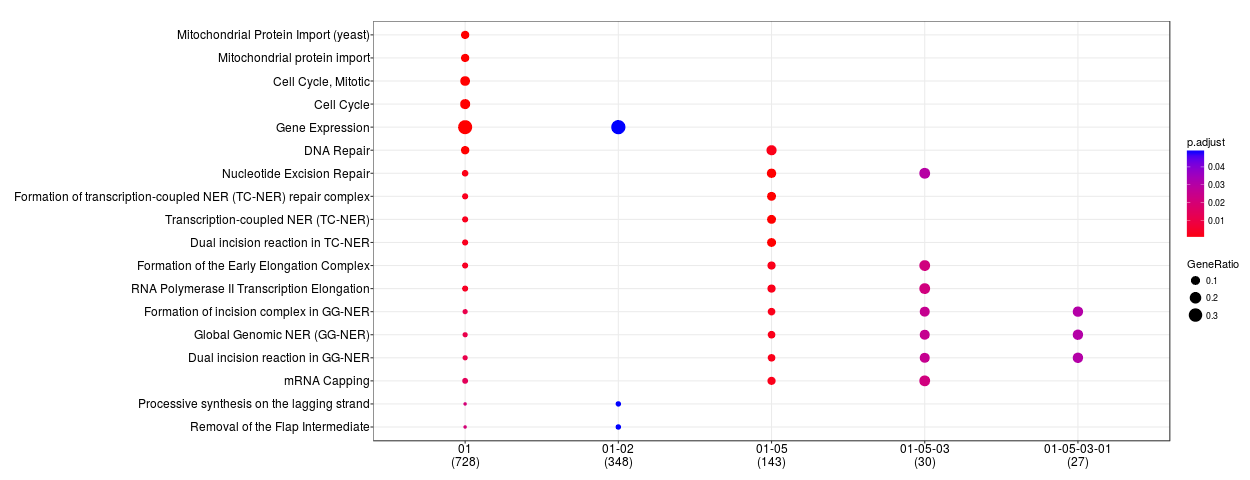 Mitochondrial Protein Import (yeast)
Mitochondrial protein import
Cell Cycle, Mitotic
Cell Cycle
Gene Expression
DNA Repair
Nucleotide Excision Repair
Formation of transcription-coupled NER (TC-NER) repair complex
Transcription-coupled NER (TC-NER)
Dual incision reaction in TC-NER
Formation of the Early Elongation Complex
RNA Polymerase II Transcription Elongation
Formation of incision complex in GG-NER
Global Genomic NER (GG-NER)
Dual incision reaction in GG-NER
mRNA Capping
Processive synthesis on the lagging strand
Removal of the Flap Intermediate
01 01-02 01-05 01-05-03 01-05-03-01
(728) (348) (143) (30) (27)
p.adjust
0.04
0.03
0.02
0.01
GeneRatio
0.1
0.2
0.3